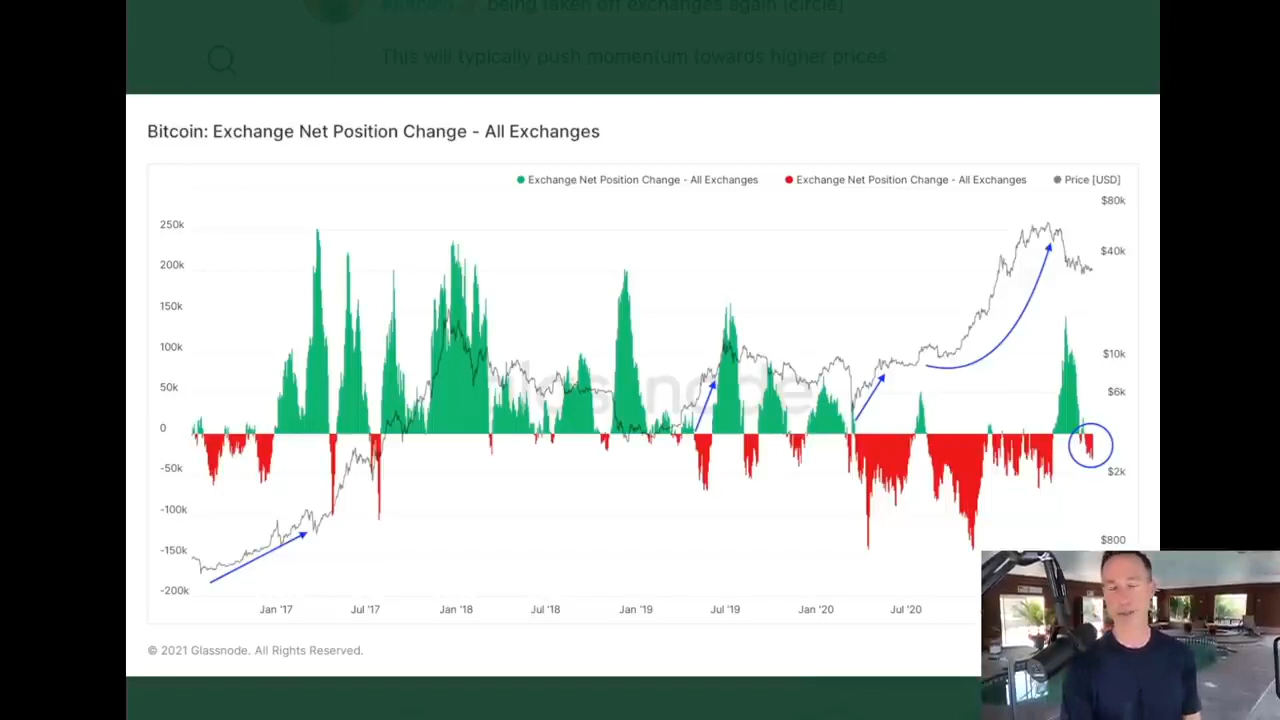 being taken off exchanges again (circle)
This will typically push momentum towards higher prices
Bitcoin: Exchange Net Position Change - All Exchanges
Exchange Net Position Change - All Exchanges
Exchange Net Position Change - All Exchanges
Price [USD]
250k
200k
150k
100k
50k
0
-50k
-100k
-150k
-200k
$80k
$40k
$10k
$6k
$2k
$800
Jan '17
Jul '17
Jan '18
Jul '18
Jan '19
Jul '19
Jan '20
Jul '20
© 2021 Glassnode. All Rights Reserved.